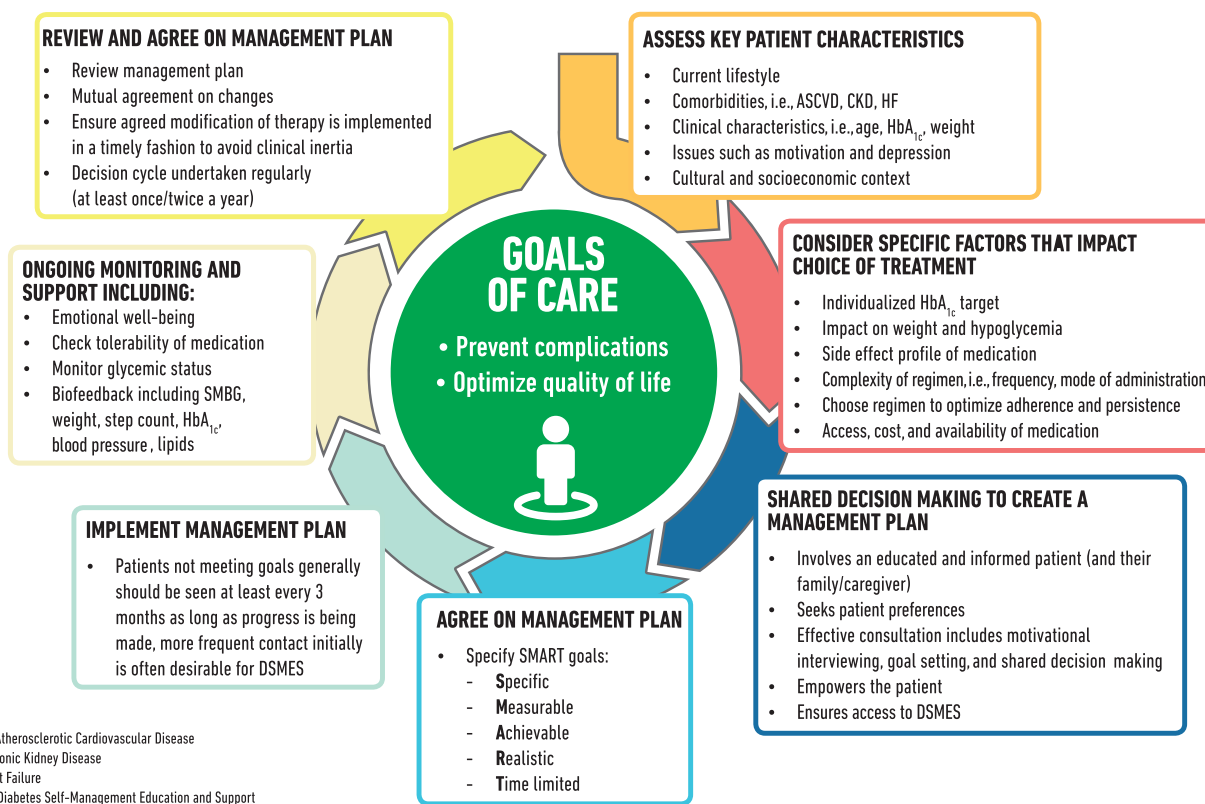 REVIEW AND AGREE ON MANAGEMENT PLAN
• Review management plan
• Mutual agreement on changes
• Ensure agreed modification of therapy is implemented
in a timely fashion to avoid clinical inertia
• Decision cycle undertaken regularly
(at least once/twice a year)
ASSESS KEY PATIENT CHARACTERISTICS
• Current lifestyle
• Comorbidities, i.e., ASCVD, CKD, HF
• Clinical characteristics, i.e., age, HbA1c, weight
• Issues such as motivation and depression
• Cultural and socioeconomic context
CONSIDER SPECIFIC FACTORS THAT IMPACT
CHOICE OF TREATMENT
• Individualized HbA1c target
• Impact on weight and hypoglycemia
• Side effect profile of medication
• Complexity of regimen, i.e., frequency, mode of administration
• Choose regimen to optimize adherence and persistence
• Access, cost, and availability of medication
SHARED DECISION MAKING TO CREATE A
MANAGEMENT PLAN
• Involves an educated and informed patient (and their
family/caregiver)
• Seeks patient preferences
• Effective consultation includes motivational
interviewing, goal setting, and shared decision making
• Empowers the patient
• Ensures access to DSMES
AGREE ON MANAGEMENT PLAN
• Specify SMART goals:
- Specific
- Measurable
- Achievable
- Realistic
- Time limited
IMPLEMENT MANAGEMENT PLAN
• Patients not meeting goals generally
should be seen at least every 3
months as long as progress is being
made, more frequent contact initially
is often desirable for DSMES
ONGOING MONITORING AND
SUPPORT INCLUDING:
• Emotional well-being
• Check tolerability of medication
• Monitor glycemic status
• Biofeedback including SMBG,
weight, step count, HbA1c,
blood pressure, lipids
GOALS
OF CARE
• Prevent complications
• Optimize quality of life
Atherosclerotic Cardiovascular Disease
Kidney Disease
Failure
Diabetes Self-Management Education and Support